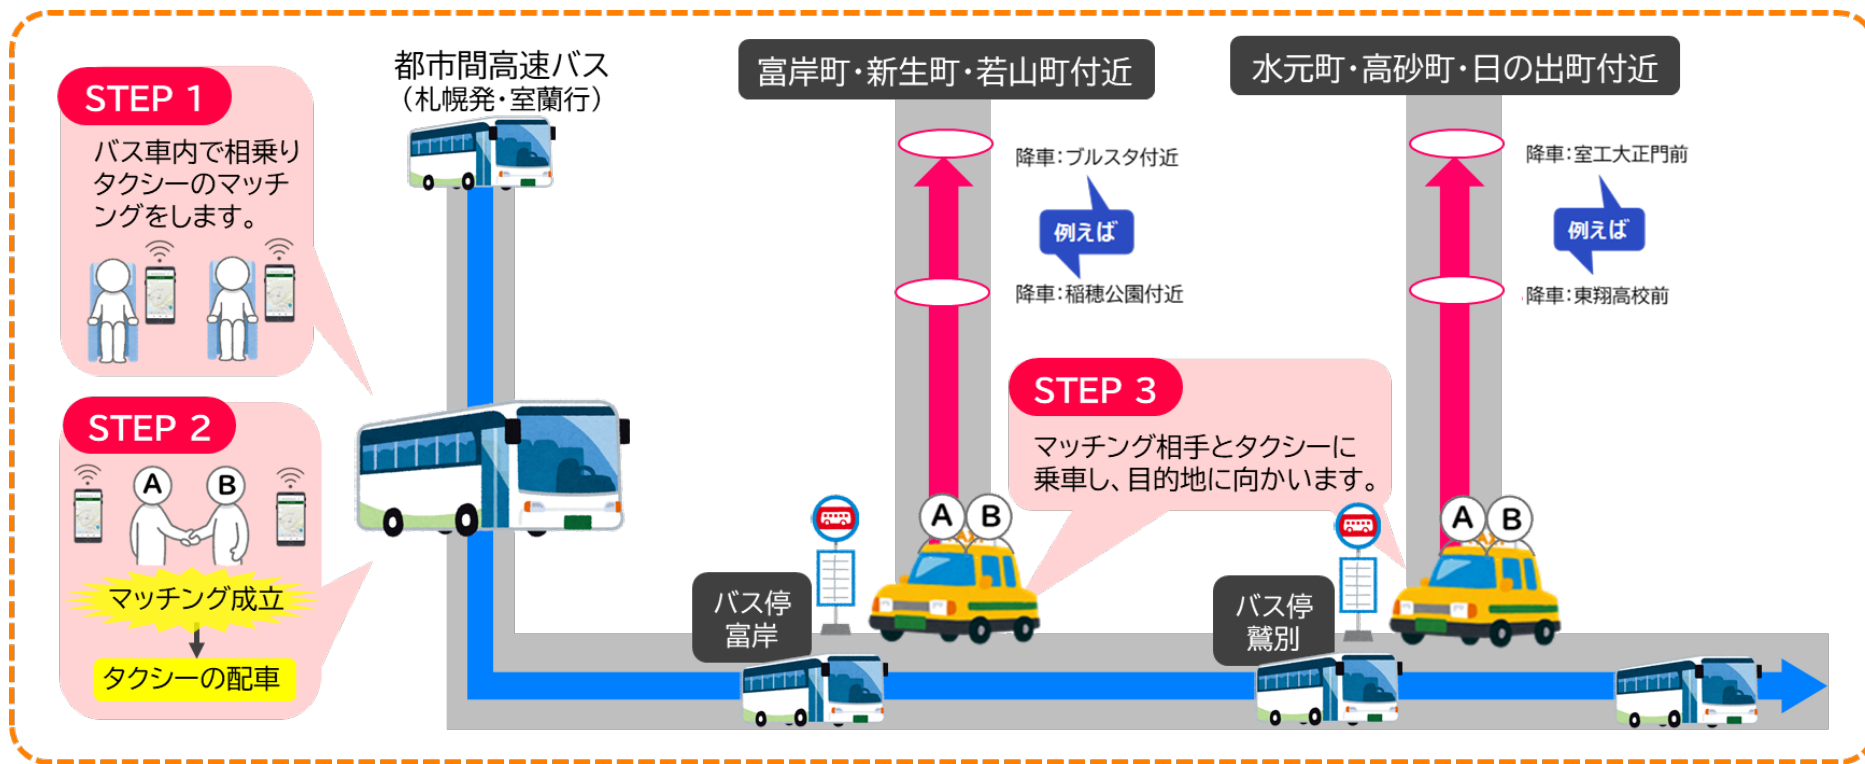 STEP 1
バス車内で相乗り
タクシーのマッチ
ングをします。
STEP 2
A B
マッチング成立
タクシーの配車
都市間高速バス
（札幌発・室蘭行）
富岸町・新生町・若山町付近
降車：ブルスタ付近
例えば
降車：稲穂公園付近
水元町・高砂町・日の出町付近
降車：室工大正門前
例えば
降車：東翔高校前
STEP 3
マッチング相手とタクシーに
乗車し、目的地に向かいます。
A B
A B
バス停
富岸
バス停
鷲別